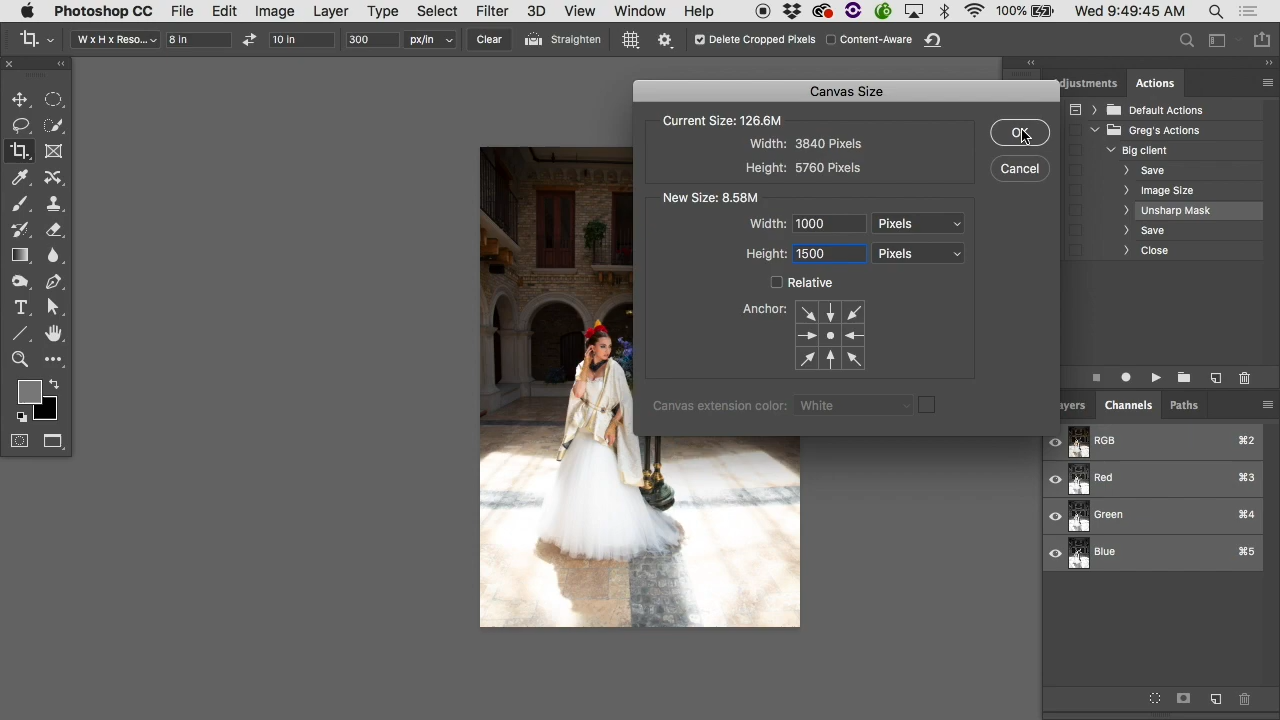 Photoshop CC File Edit Image Layer Type Select Filter 3D View Window Help 100% Wed 9:49:45 AM
W x H x Reso... 8 in 10 in 300 px/in Clear Straighten Delete Cropped Pixels Content-Aware
Canvas Size
Current Size: 126.6M
Width: 3840 Pixels
Height: 5760 Pixels
OK
Cancel
New Size: 8.58M
Width: 1000 Pixels
Height: 1500 Pixels
Relative
Anchor:
Canvas extension color: White
djustments Actions
Default Actions
Greg's Actions
Big client
Save
Image Size
Unsharp Mask
Save
Close
ayers Channels Paths
RGB ⌘2
Red ⌘3
Green ⌘4
Blue ⌘5